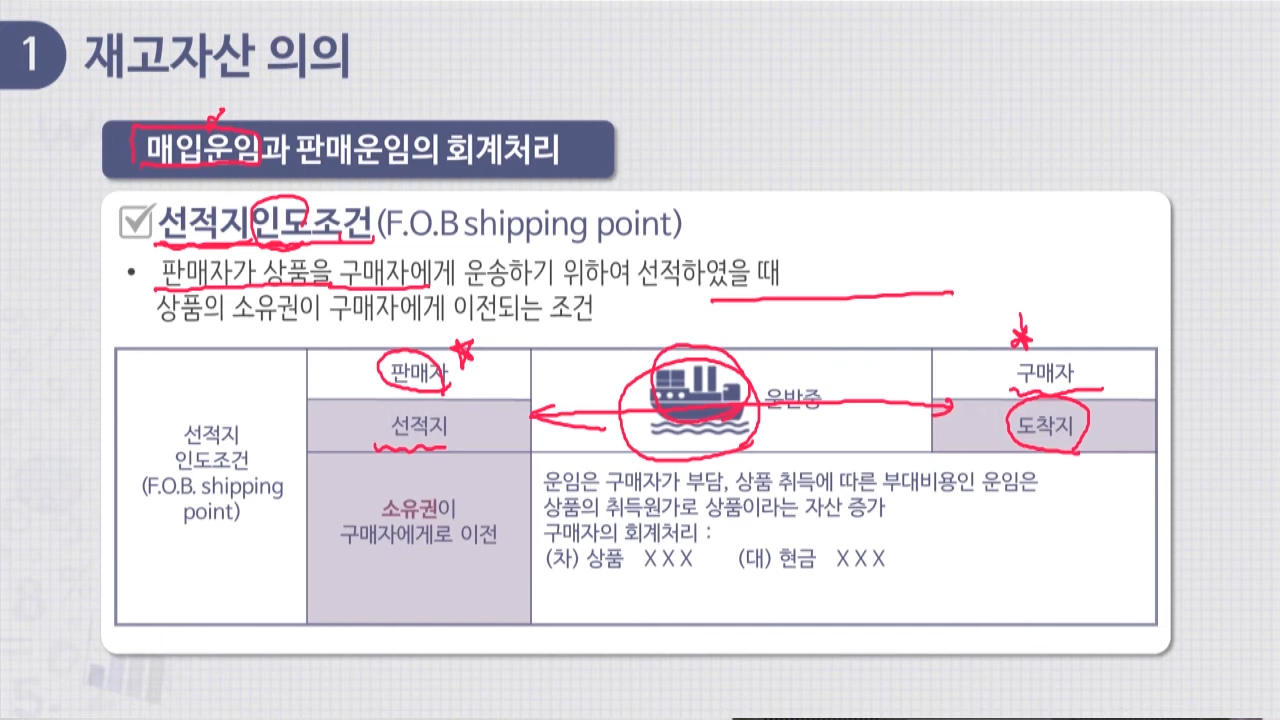 1 재고자산 의의
매입운임과 판매운임의 회계처리
선적지인도조건(F.O.B shipping point)
• 판매자가 상품을 구매자에게 운송하기 위하여 선적하였을 때
상품의 소유권이 구매자에게 이전되는 조건
판매자
운반중
구매자
선적지
도착지
선적지
인도조건
(F.O.B. shipping
point)
소유권이
구매자에게로 이전
운임은 구매자가 부담, 상품 취득에 따른 부대비용인 운임은
상품의 취득원가로 상품이라는 자산 증가
구매자의 회계처리 :
(차) 상품 X X X (대) 현금 X X X